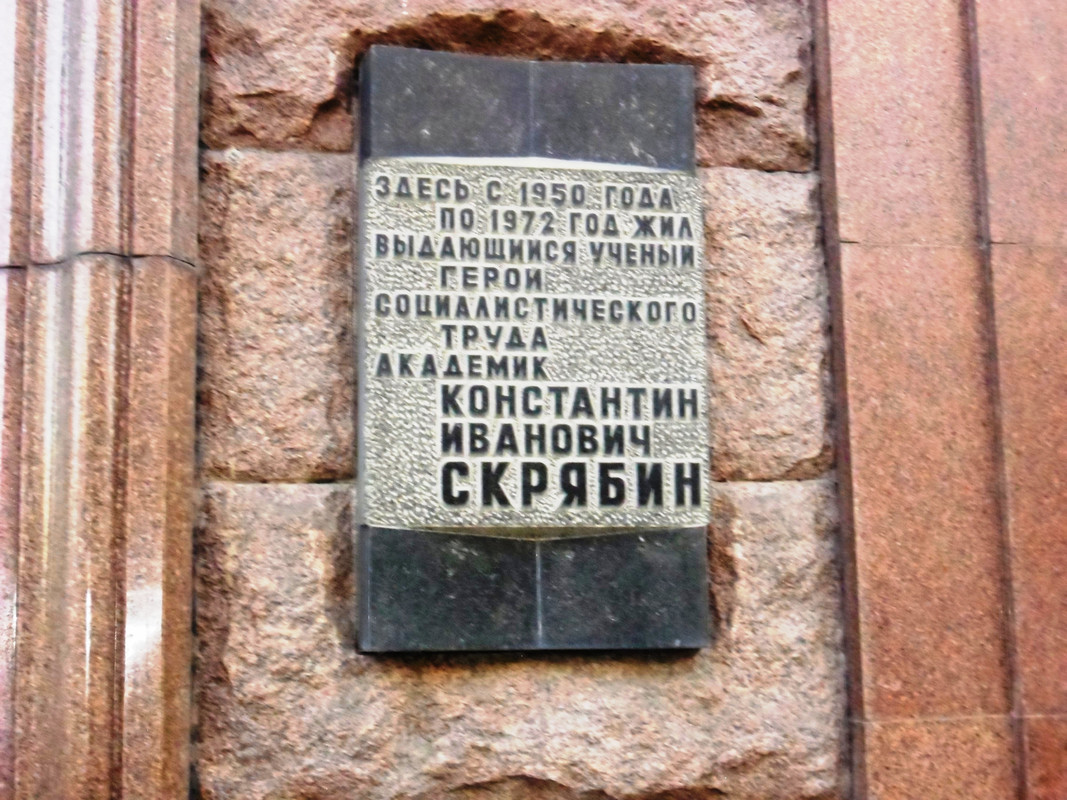 ЗДЕСЬ С 1950 ГОДА
ПО 1972 ГОД ЖИЛ
ВЫДАЮЩИЙСЯ УЧЕНЫЙ
ГЕРОЙ
СОЦИАЛИСТИЧЕСКОГО
ТРУДА
АКАДЕМИК
КОНСТАНТИН
ИВАНОВИЧ
СКРЯБИН